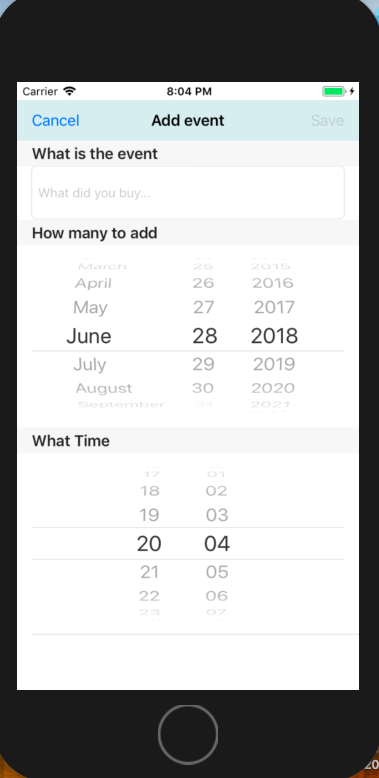 Carrier 8:04 PM
Cancel Add event Save
What is the event
What did you buy...
How many to add
March 25 2015
April 26 2016
May 27 2017
June 28 2018
July 29 2019
August 30 2020
September 31 2021
What Time
17 01
18 02
19 03
20 04
21 05
22 06
23 07
20